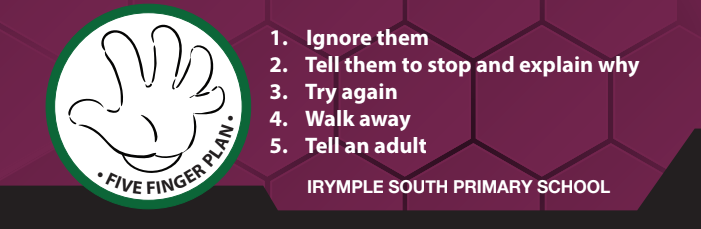 • FIVE FINGER PLAN •
1. Ignore them
2. Tell them to stop and explain why
3. Try again
4. Walk away
5. Tell an adult
IRYMPLE SOUTH PRIMARY SCHOOL